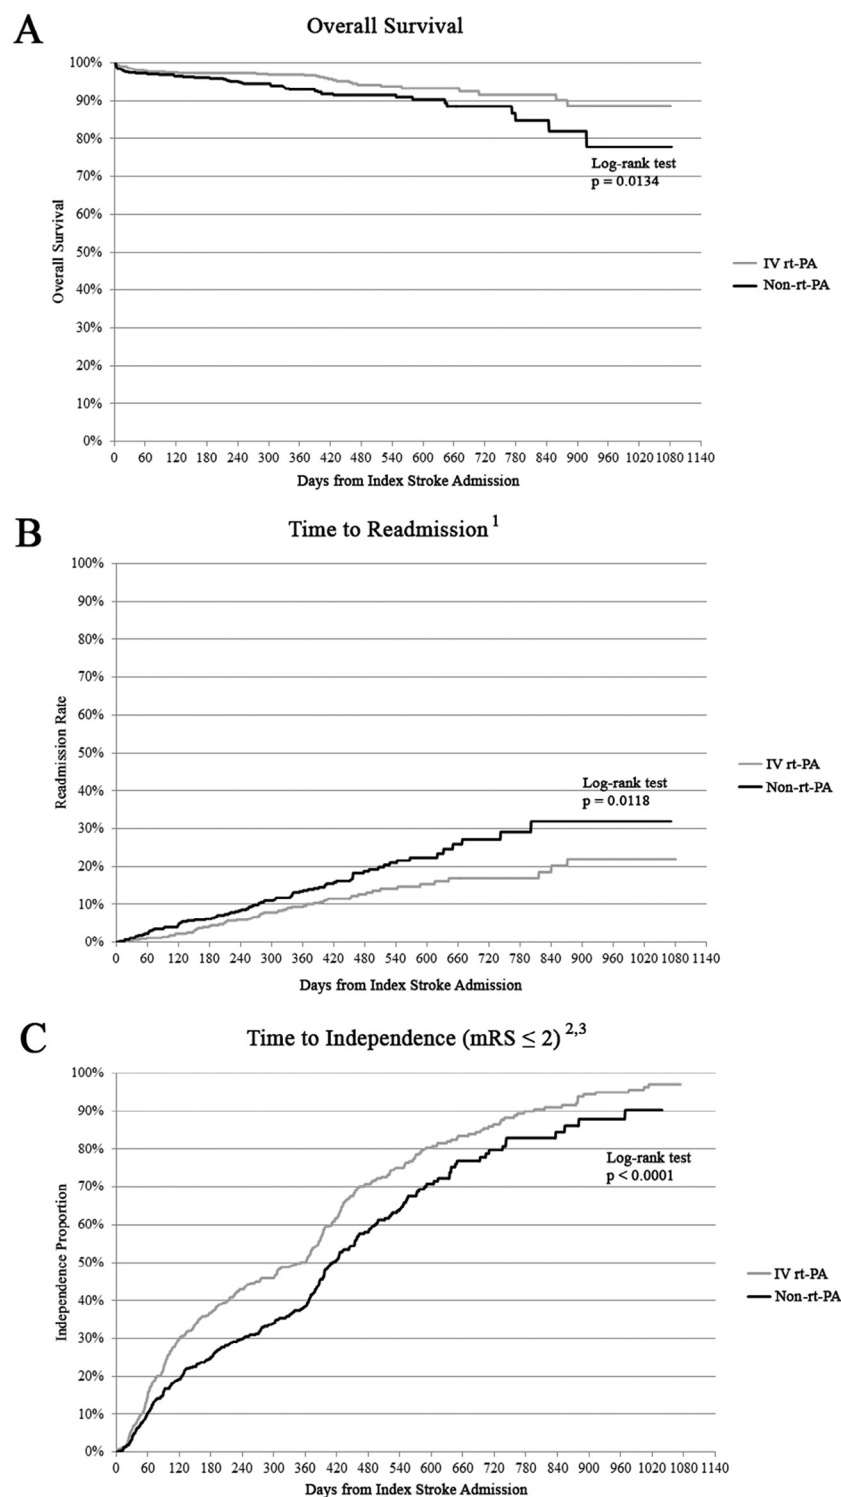 A
Overall Survival
100%
90%
80%
70%
60%
50%
40%
30%
20%
10%
0%
Overall Survival
Log-rank test
p = 0.0134
IV rt-PA
Non-rt-PA
0 60 120 180 240 300 360 420 480 540 600 660 720 780 840 900 960 1020 1080 1140
Days from Index Stroke Admission
B
Time to Readmission 1
100%
90%
80%
70%
60%
50%
40%
30%
20%
10%
0%
Readmission Rate
Log-rank test
p = 0.0118
IV rt-PA
Non-rt-PA
0 60 120 180 240 300 360 420 480 540 600 660 720 780 840 900 960 1020 1080 1140
Days from Index Stroke Admission
C
Time to Independence (mRS ≤ 2) 2,3
100%
90%
80%
70%
60%
50%
40%
30%
20%
10%
0%
Independence Proportion
Log-rank test
p < 0.0001
IV rt-PA
Non-rt-PA
0 60 120 180 240 300 360 420 480 540 600 660 720 780 840 900 960 1020 1080 1140
Days from Index Stroke Admission